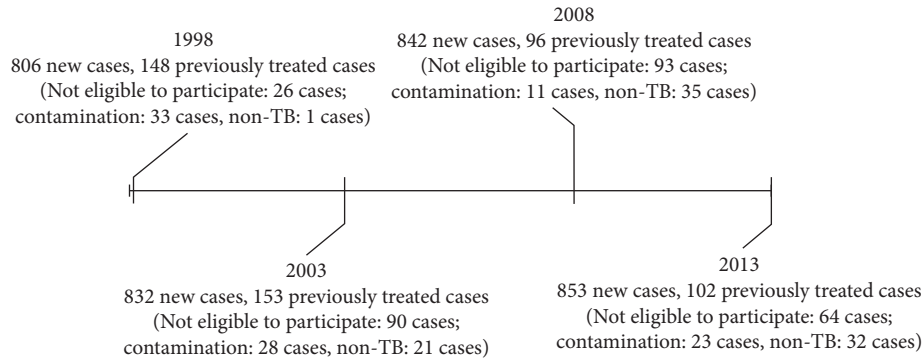 1998
806 new cases, 148 previously treated cases
(Not eligible to participate: 26 cases;
contamination: 33 cases, non-TB: 1 cases)
2008
842 new cases, 96 previously treated cases
(Not eligible to participate: 93 cases;
contamination: 11 cases, non-TB: 35 cases)
2003
832 new cases, 153 previously treated cases
(Not eligible to participate: 90 cases;
contamination: 28 cases, non-TB: 21 cases)
2013
853 new cases, 102 previously treated cases
(Not eligible to participate: 64 cases;
contamination: 23 cases, non-TB: 32 cases)